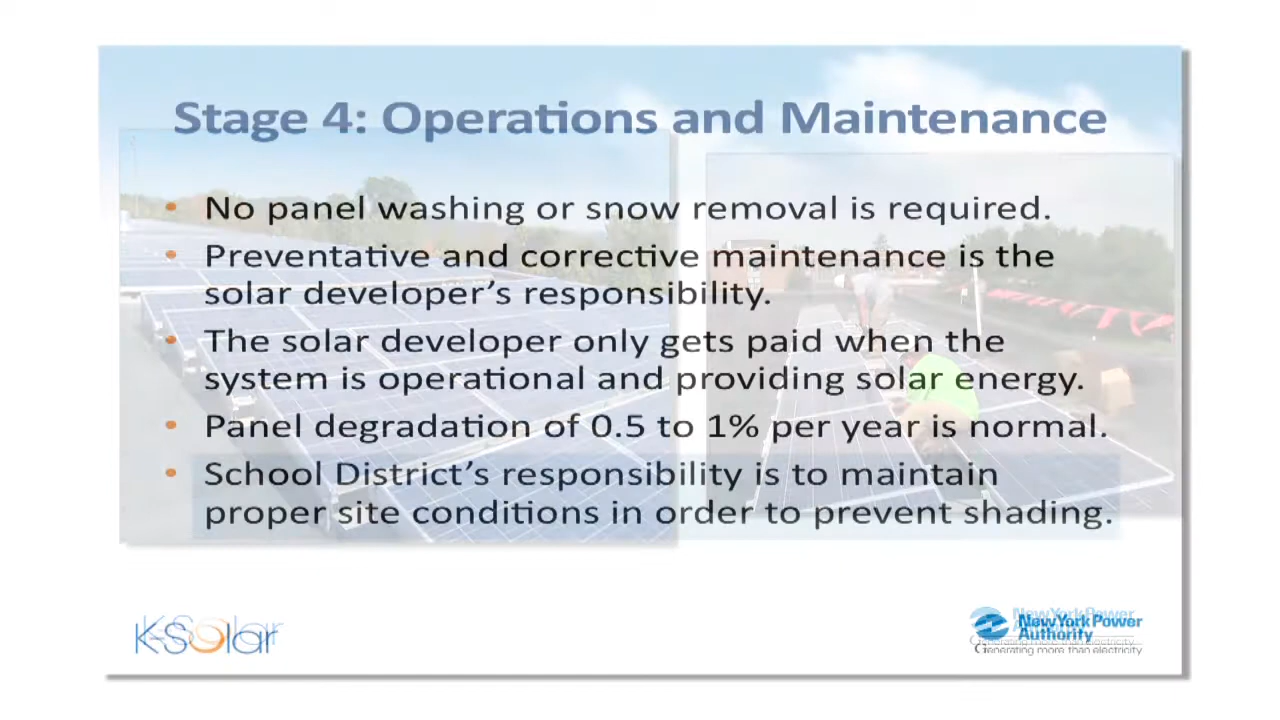 Stage 4: Operations and Maintenance
• No panel washing or snow removal is required.
• Preventative and corrective maintenance is the
solar developer's responsibility.
• The solar developer only gets paid when the
system is operational and providing solar energy.
• Panel degradation of 0.5 to 1% per year is normal.
• School District's responsibility is to maintain
proper site conditions in order to prevent shading.
K-Solar
New York Power
Authority
Generating more than electricity